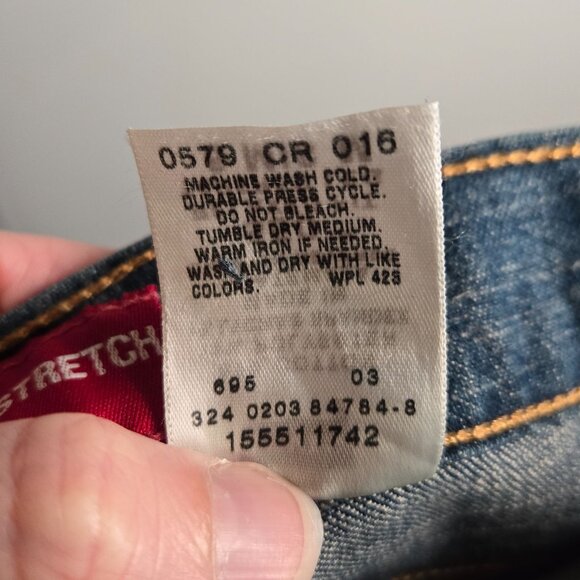 0579 CR 016
MACHINE WASH COLD.
DURABLE PRESS CYCLE.
DO NOT BLEACH.
TUMBLE DRY MEDIUM.
WARM IRON IF NEEDED.
WASH AND DRY WITH LIKE
COLORS. WPL 423
STRETCH
695 03
324 0203 84784-8
155511742